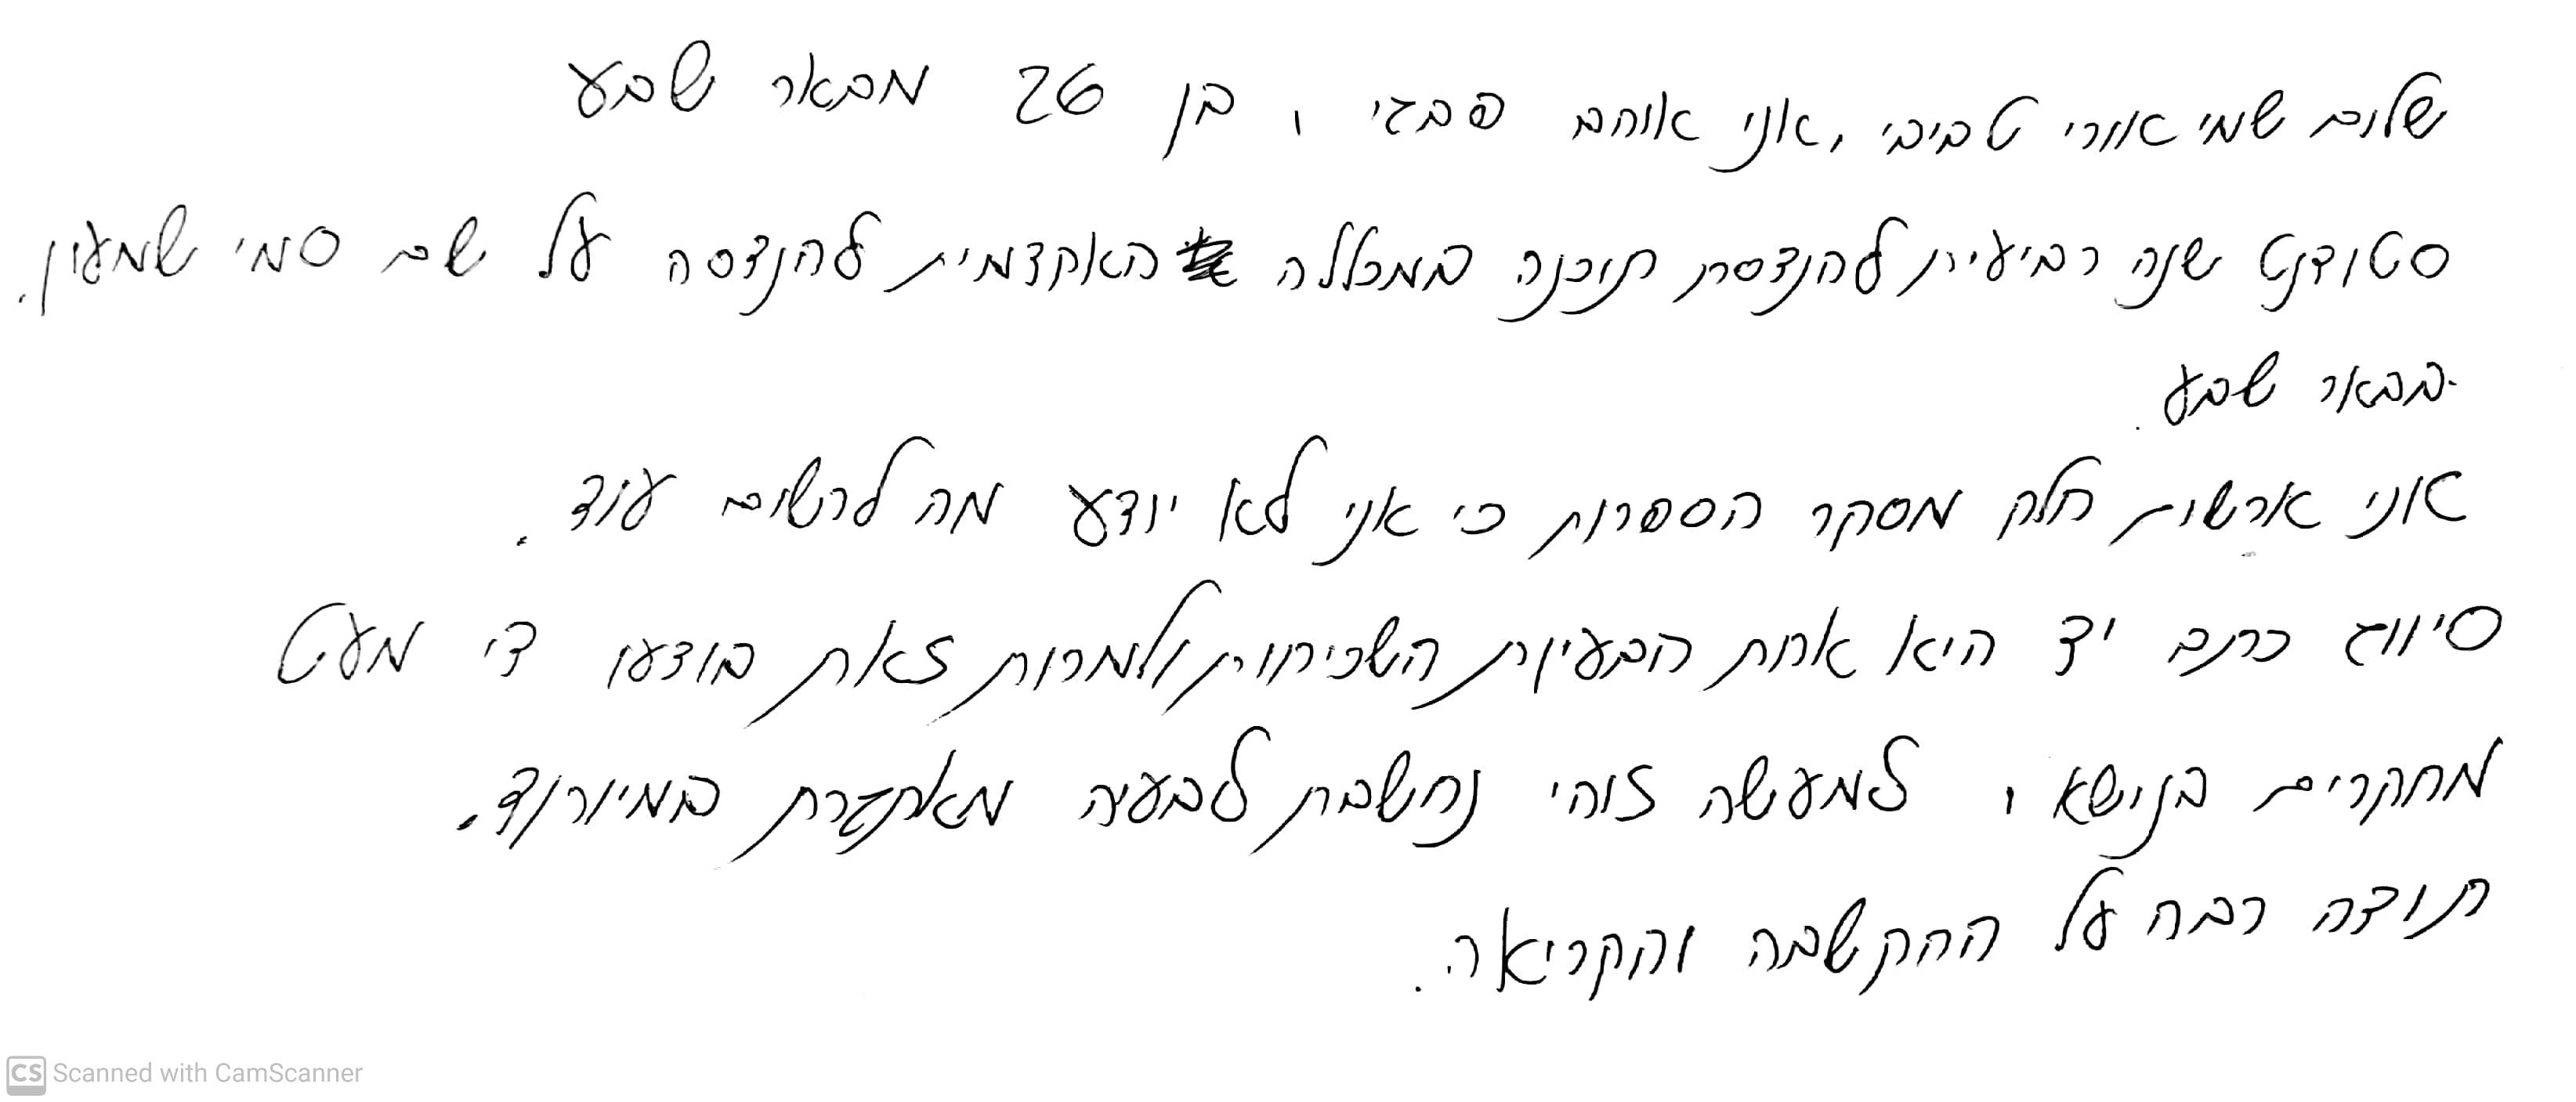 שלום שמי אורי טביבי, אני אוהב פבגי, בן 26 מבאר שבע
סטודנט שנה רביעית להנדסת תוכנה במכללה האקדמית להנדסה על שם סמי שמעון.
בבאר שבע.
אני ארשום חלק מסקר הספרות כי אני לא יודע מה לרשום עוד.
סיווג כתב יד היא אחת הבעיות השכיחות ולמרות זאת בוצעו די מעט
מחקרים בנושא, למעשה זוהי נחשבת לבעיה מאתגרת במיוחד.
תודה רבה על ההקשבה והקריאה.
Scanned with CamScanner